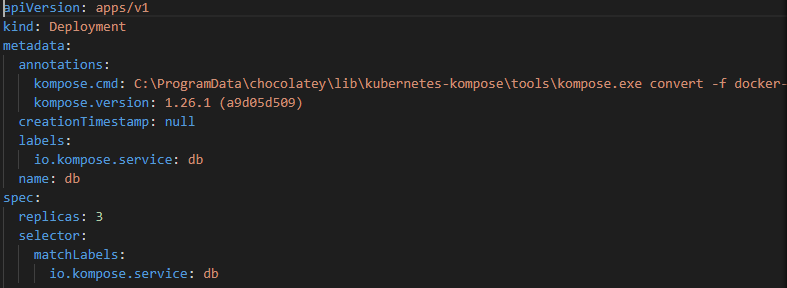 apiVersion: apps/v1
kind: Deployment
metadata:
  annotations:
    kompose.cmd: C:\ProgramData\chocolatey\lib\kubernetes-kompose\tools\kompose.exe convert -f docker-
    kompose.version: 1.26.1 (a9d05d509)
  creationTimestamp: null
  labels:
    io.kompose.service: db
  name: db
spec:
  replicas: 3
  selector:
    matchLabels:
      io.kompose.service: db